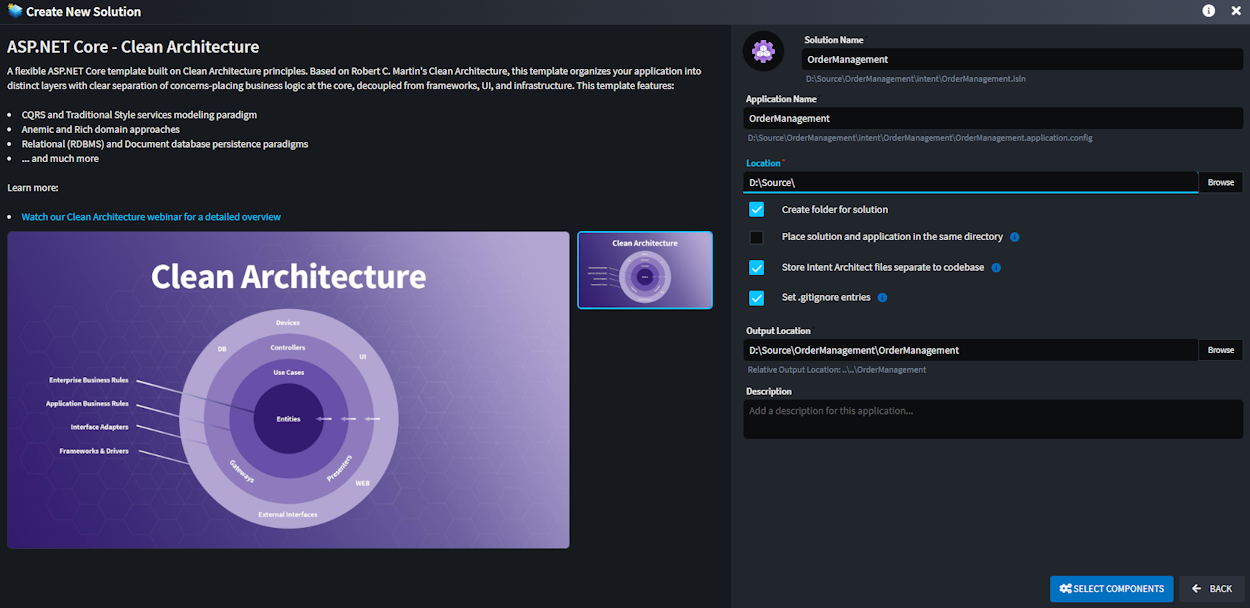 Create New Solution
ASP.NET Core - Clean Architecture
A flexible ASP.NET Core template built on Clean Architecture principles. Based on Robert C. Martin's Clean Architecture, this template organizes your application into
distinct layers with clear separation of concerns-placing business logic at the core, decoupled from frameworks, UI, and infrastructure. This template features:
• CQRS and Traditional Style services modeling paradigm
• Anemic and Rich domain approaches
• Relational (RDBMS) and Document database persistence paradigms
• ... and much more
Learn more:
• Watch our Clean Architecture webinar for a detailed overview
Clean Architecture
Devices
DB
Controllers
UI
Use Cases
Enterprise Business Rules
Application Business Rules
Entities
Interface Adapters
Frameworks & Drivers
Gateways
Presenters
WEB
External Interfaces
Clean Architecture
Solution Name
OrderManagement
D:\Source\OrderManagement\intent\OrderManagement.isln
Application Name
OrderManagement
D:\Source\OrderManagement\intent\OrderManagement\OrderManagement.application.config
Location*
D:\Source\
Browse
Create folder for solution
Place solution and application in the same directory
Store Intent Architect files separate to codebase
Set .gitignore entries
Output Location
D:\Source\OrderManagement\OrderManagement
Browse
Relative Output Location: ..\..\OrderManagement
Description
Add a description for this application...
SELECT COMPONENTS
BACK